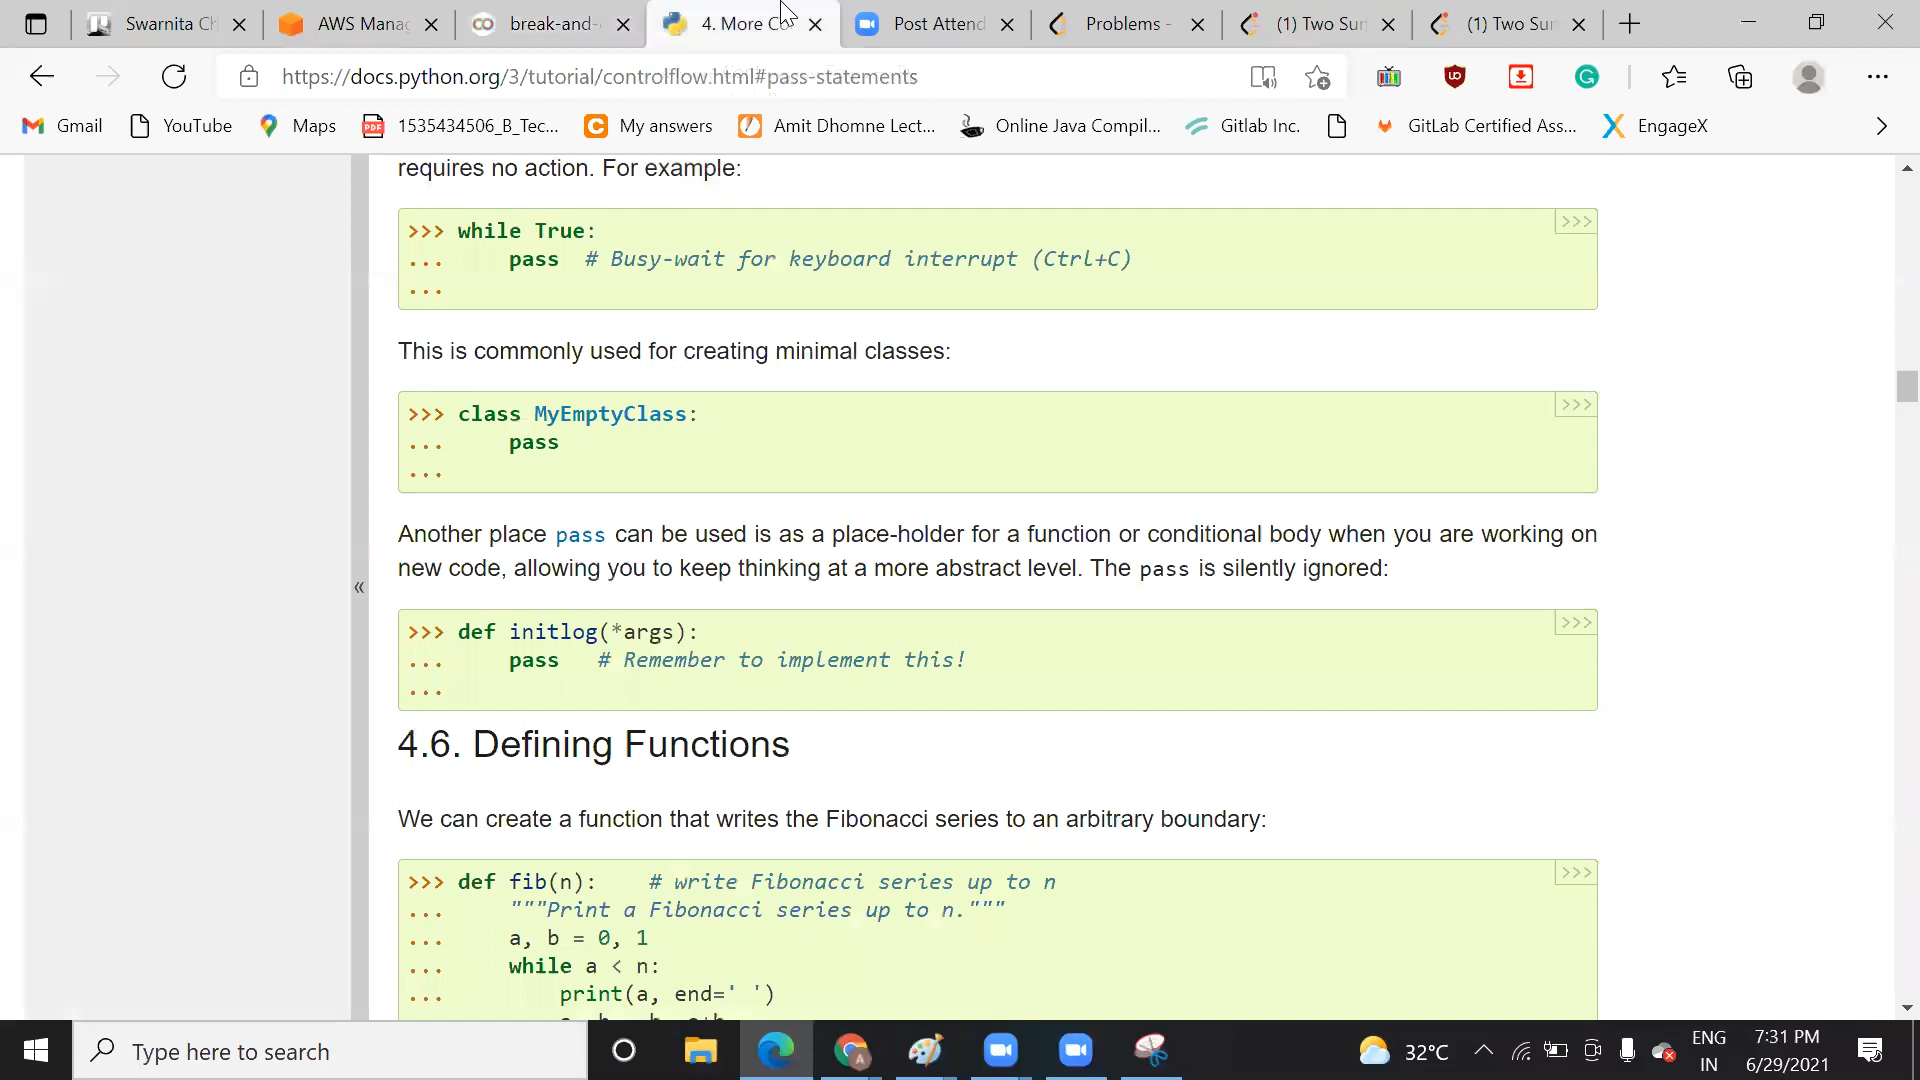 Swarnita Ch
AWS Manag
break-and-
4. More Co
Post Attend
Problems -
(1) Two Sun
(1) Two Sun
https://docs.python.org/3/tutorial/controlflow.html#pass-statements
Gmail
YouTube
Maps
1535434506_B_Tec...
My answers
Amit Dhomne Lect...
Online Java Compil...
Gitlab Inc.
GitLab Certified Ass...
EngageX
requires no action. For example:
>>>
>>> while True:
...     pass  # Busy-wait for keyboard interrupt (Ctrl+C)
...
This is commonly used for creating minimal classes:
>>>
>>> class MyEmptyClass:
...     pass
...
Another place pass can be used is as a place-holder for a function or conditional body when you are working on
new code, allowing you to keep thinking at a more abstract level. The pass is silently ignored:
«
>>>
>>> def initlog(*args):
...     pass   # Remember to implement this!
...
4.6. Defining Functions
We can create a function that writes the Fibonacci series to an arbitrary boundary:
>>>
>>> def fib(n):    # write Fibonacci series up to n
...     """Print a Fibonacci series up to n."""
...     a, b = 0, 1
...     while a < n:
...         print(a, end=' ')
Type here to search
32°C
ENG
IN
7:31 PM
6/29/2021